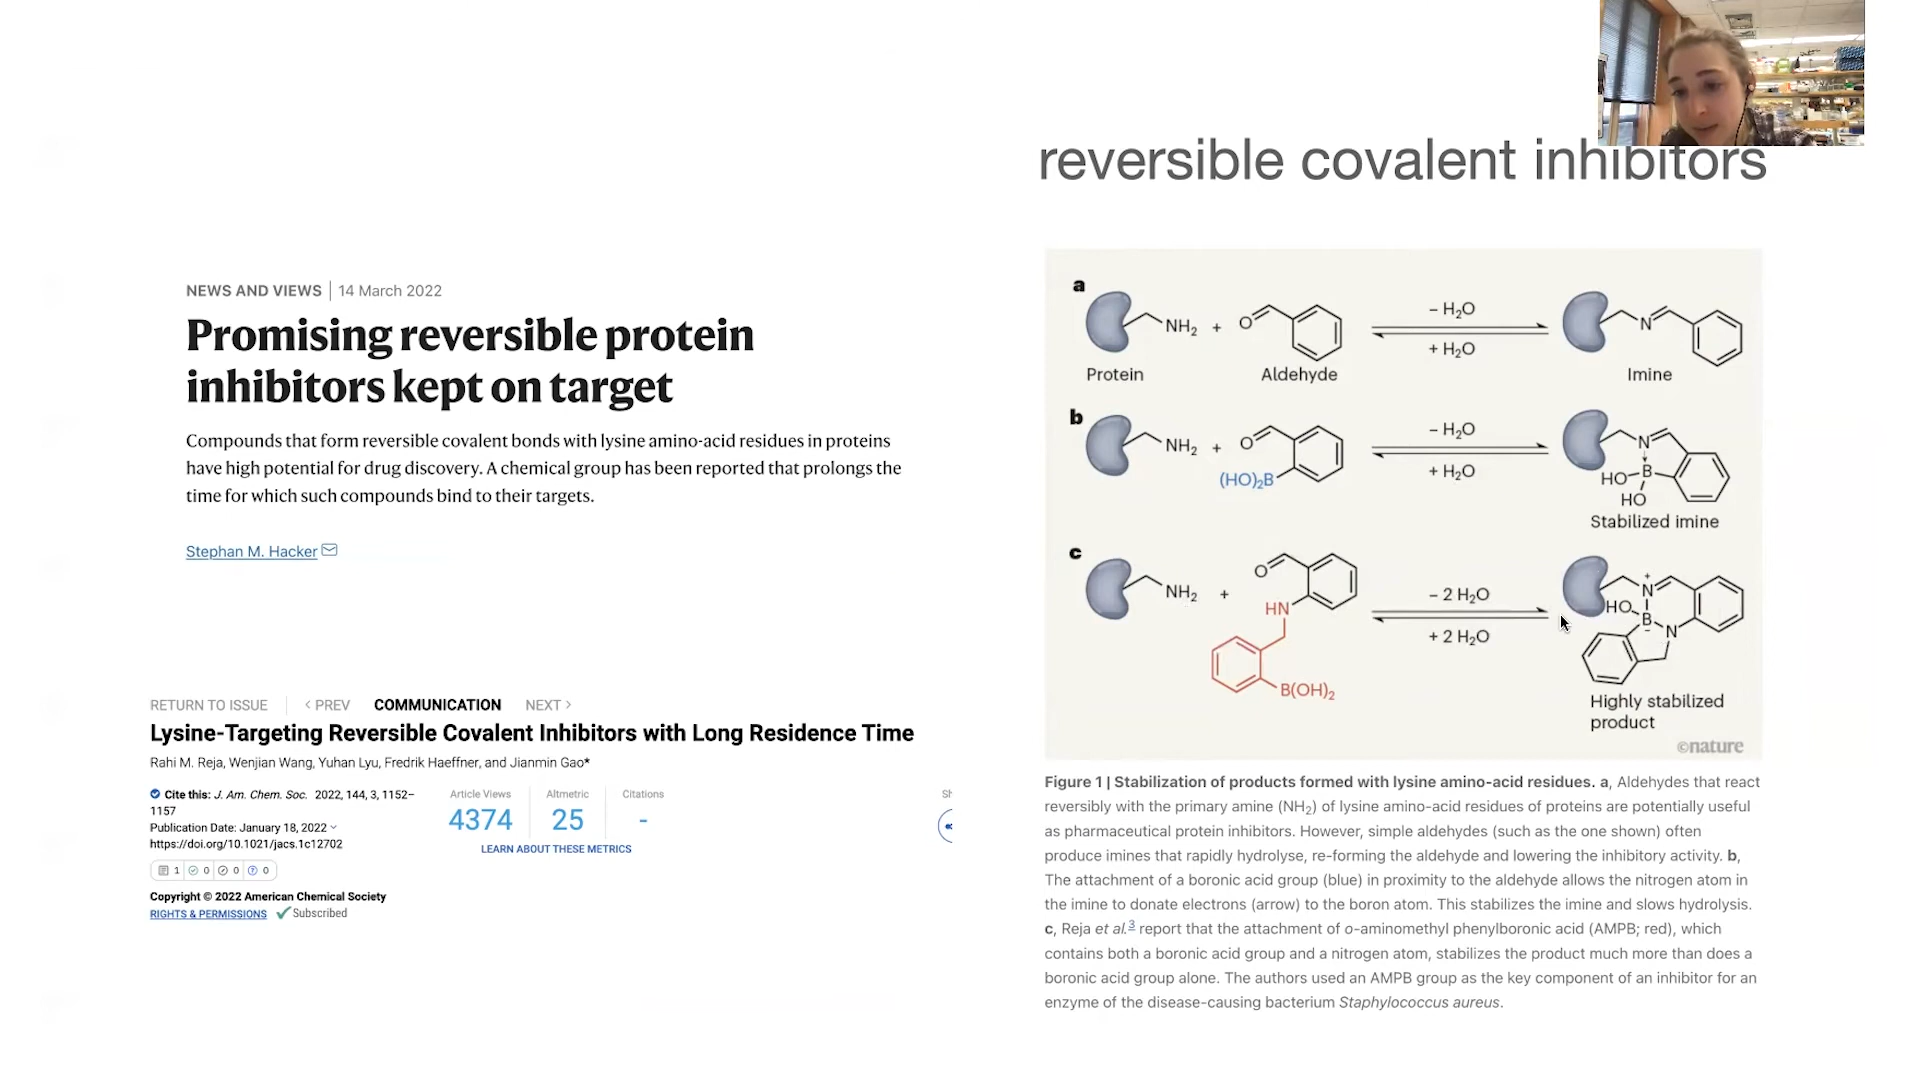 reversible covalent inhibitors
NEWS AND VIEWS | 14 March 2022
Promising reversible protein
inhibitors kept on target
Compounds that form reversible covalent bonds with lysine amino-acid residues in proteins
have high potential for drug discovery. A chemical group has been reported that prolongs the
time for which such compounds bind to their targets.
Stephan M. Hacker
RETURN TO ISSUE < PREV COMMUNICATION NEXT >
Lysine-Targeting Reversible Covalent Inhibitors with Long Residence Time
Rahi M. Reja, Wenjian Wang, Yuhan Lyu, Fredrik Haeffner, and Jianmin Gao*
Cite this: J. Am. Chem. Soc. 2022, 144, 3, 1152–
1157
Publication Date: January 18, 2022
https://doi.org/10.1021/jacs.1c12702
1 0 0 0
Copyright © 2022 American Chemical Society
RIGHTS & PERMISSIONS Subscribed
Article Views Altmetric Citations
4374 25 -
LEARN ABOUT THESE METRICS
Sh
a
NH₂ + O − H₂O N
+ H₂O
Protein Aldehyde Imine
b
NH₂ + O − H₂O N
(HO)₂B + H₂O HO B
HO
Stabilized imine
c
NH₂ + O − 2 H₂O N +
HN HO B −
+ 2 H₂O N
B(OH)₂
Highly stabilized
product
©nature
Figure 1 | Stabilization of products formed with lysine amino-acid residues. a, Aldehydes that react
reversibly with the primary amine (NH₂) of lysine amino-acid residues of proteins are potentially useful
as pharmaceutical protein inhibitors. However, simple aldehydes (such as the one shown) often
produce imines that rapidly hydrolyse, re-forming the aldehyde and lowering the inhibitory activity. b,
The attachment of a boronic acid group (blue) in proximity to the aldehyde allows the nitrogen atom in
the imine to donate electrons (arrow) to the boron atom. This stabilizes the imine and slows hydrolysis.
c, Reja et al.³ report that the attachment of o-aminomethyl phenylboronic acid (AMPB; red), which
contains both a boronic acid group and a nitrogen atom, stabilizes the product much more than does a
boronic acid group alone. The authors used an AMPB group as the key component of an inhibitor for an
enzyme of the disease-causing bacterium Staphylococcus aureus.